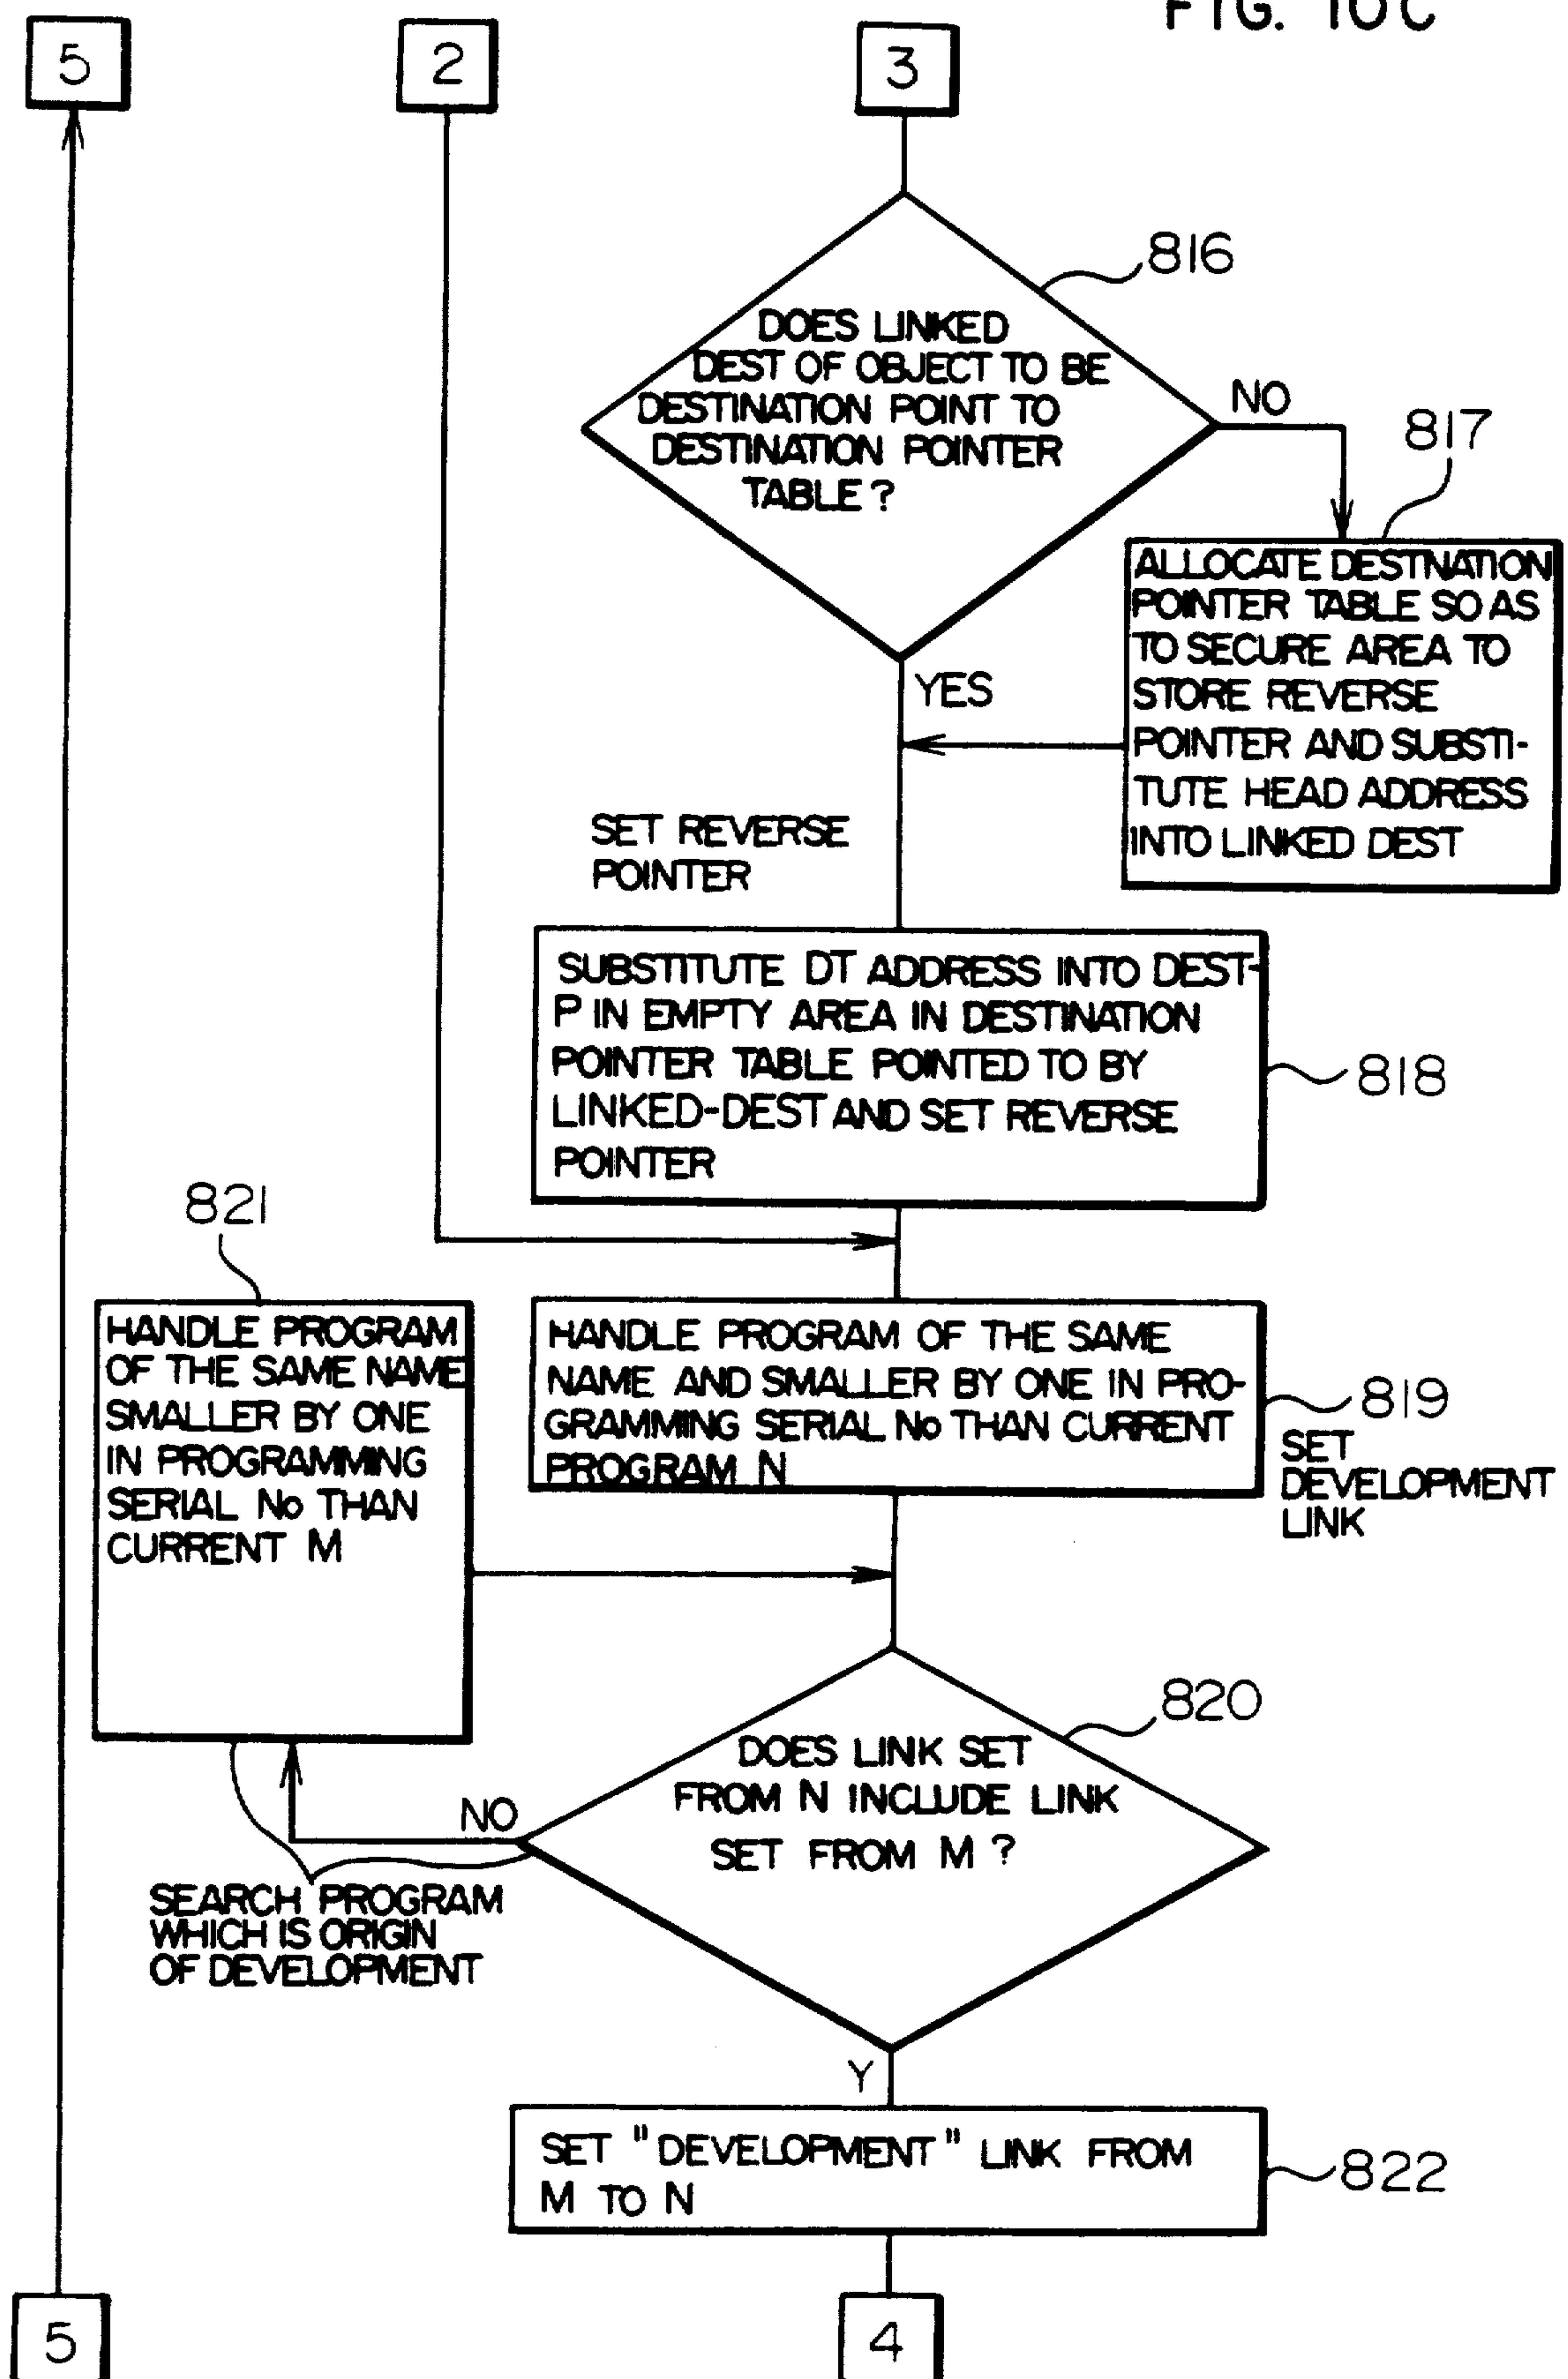 FIG. 10C
5
2
3
816
DOES LINKED
DEST OF OBJECT TO BE
DESTINATION POINT TO
DESTINATION POINTER
TABLE?
NO
817
ALLOCATE DESTNATION
POINTER TABLE SO AS
TO SECURE AREA TO
STORE REVERSE
POINTER AND SUBSTI-
TUTE HEAD ADDRESS
INTO LINKED DEST
YES
SET REVERSE
POINTER
SUBSTITUTE DT ADDRESS INTO DEST-
P IN EMPTY AREA IN DESTINATION
POINTER TABLE POINTED TO BY
LINKED-DEST AND SET REVERSE
POINTER
818
821
HANDLE PROGRAM
OF THE SAME NAME
SMALLER BY ONE
IN PROGRAMMING
SERIAL No THAN
CURRENT M
HANDLE PROGRAM OF THE SAME
NAME AND SMALLER BY ONE IN PRO-
GRAMMING SERIAL No THAN CURRENT
PROGRAM N
819
SET
DEVELOPMENT
LINK
820
DOES LINK SET
FROM N INCLUDE LINK
SET FROM M?
NO
SEARCH PROGRAM
WHICH IS ORIGIN
OF DEVELOPMENT
Y
SET "DEVELOPMENT" LINK FROM
M TO N
822
5
4